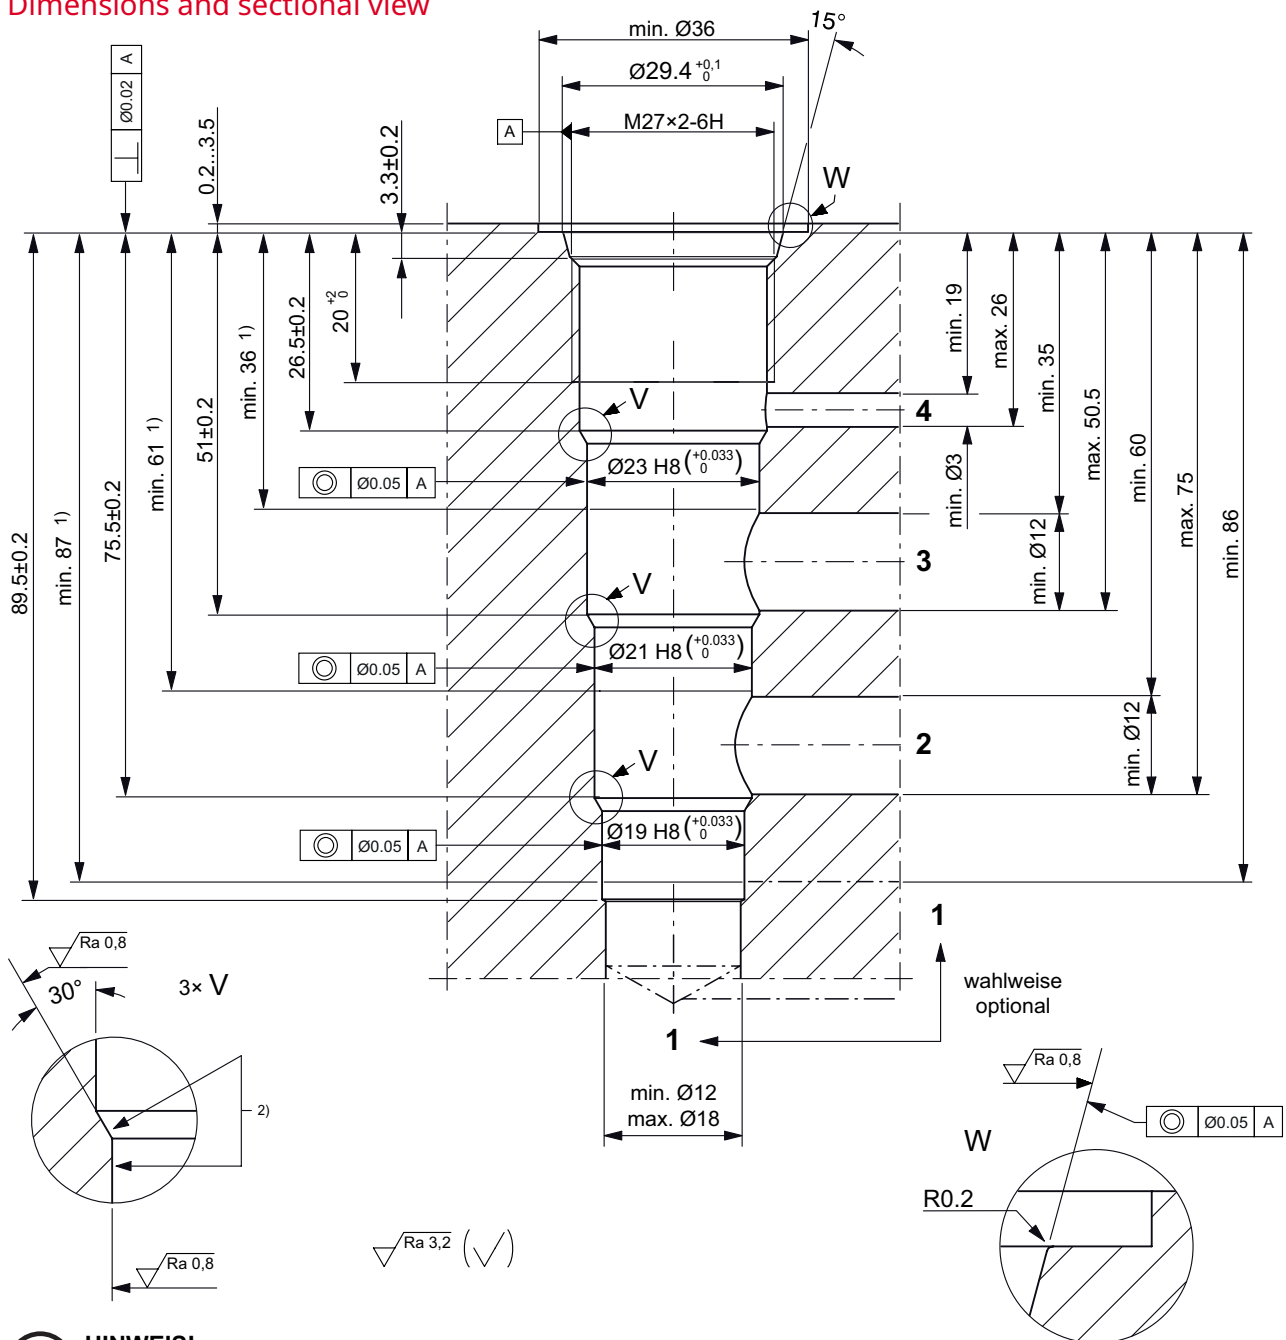 Dimensions and sectional view
min. Ø36
15°
Ø29.4 +0,1 0
M27×2-6H
A
W
Ø0.02 A
0.2...3.5
3.3±0.2
20 +2 0
26.5±0.2
min. 36 1)
51±0.2
min. 61 1)
75.5±0.2
min. 87 1)
89.5±0.2
min. 19
max. 26
min. 35
max. 50.5
min. 60
max. 75
min. 86
min. Ø3
min. Ø12
min. Ø12
V
4
Ø0.05 A
Ø23 H8 (+0.033 0)
3
V
Ø0.05 A
Ø21 H8 (+0.033 0)
2
V
Ø0.05 A
Ø19 H8 (+0.033 0)
1
wahlweise
optional
1
min. Ø12
max. Ø18
Ra 0,8
30°
3× V
2)
Ra 0,8
Ra 3,2
Ra 0,8
Ø0.05 A
W
R0.2
HINWEIS!